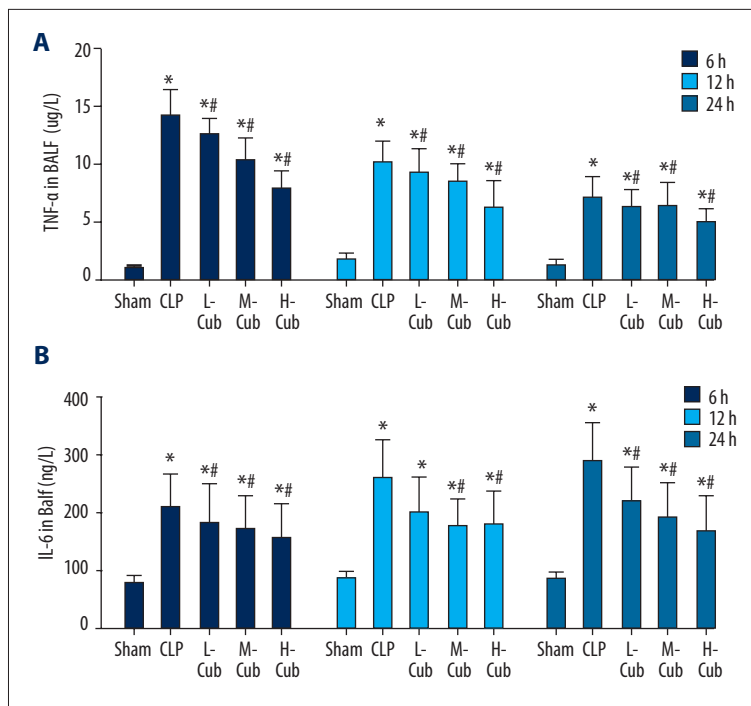 A
TNF-α in BALF (ug/L)
20
15
10
5
0
6 h
12 h
24 h
* *# *# *# * *# *# *# * *# *# *#
Sham CLP L-Cub M-Cub H-Cub Sham CLP L-Cub M-Cub H-Cub Sham CLP L-Cub M-Cub H-Cub
B
IL-6 in Balf (ng/L)
400
300
200
100
0
6 h
12 h
24 h
* *# *# *# * * *# *# * *# *# *#
Sham CLP L-Cub M-Cub H-Cub Sham CLP L-Cub M-Cub H-Cub Sham CLP L-Cub M-Cub H-Cub